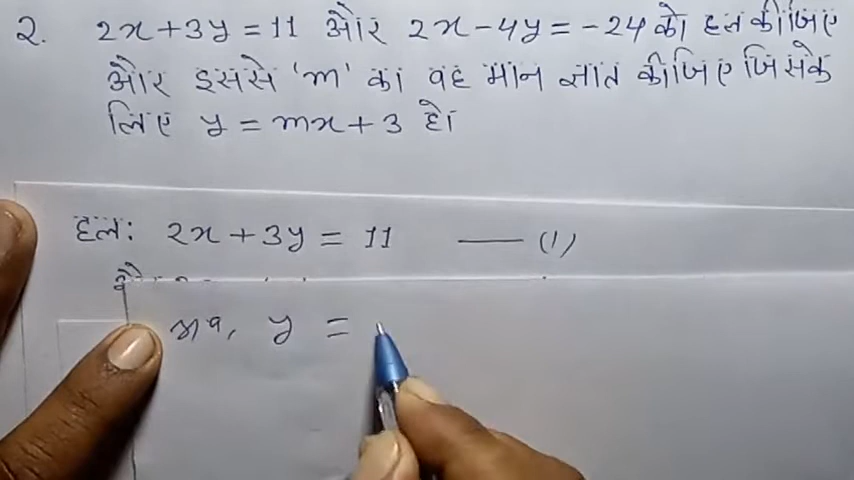 2. 2x+3y=11 और 2x-4y=-24 को हल कीजिए
और इससे 'm' का वह मान ज्ञात कीजिए जिसके
लिए y = mx+3 हो
हल: 2x+3y = 11 —— (1)
अब, y =